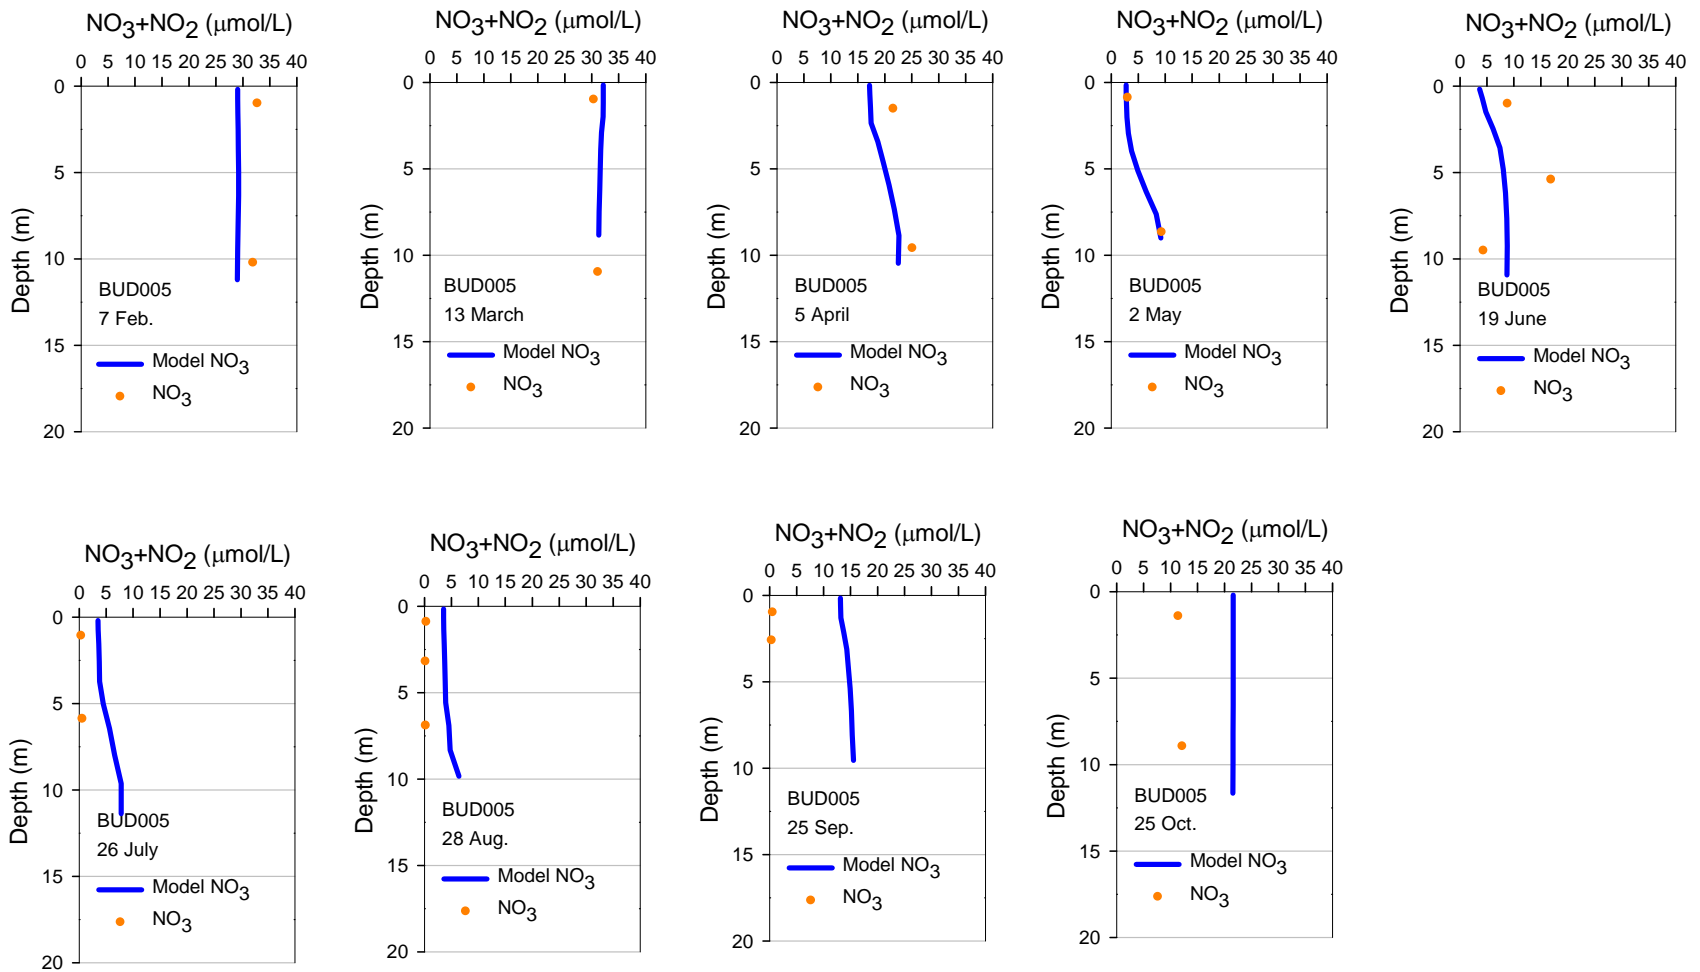 NO3+NO2 (μmol/L)
0 5 10 15 20 25 30 35 40
0
5
10
15
20
Depth (m)
BUD005
7 Feb.
Model NO3
NO3
NO3+NO2 (μmol/L)
0 5 10 15 20 25 30 35 40
0
5
10
15
20
Depth (m)
BUD005
13 March
Model NO3
NO3
NO3+NO2 (μmol/L)
0 5 10 15 20 25 30 35 40
0
5
10
15
20
Depth (m)
BUD005
5 April
Model NO3
NO3
NO3+NO2 (μmol/L)
0 5 10 15 20 25 30 35 40
0
5
10
15
20
Depth (m)
BUD005
2 May
Model NO3
NO3
NO3+NO2 (μmol/L)
0 5 10 15 20 25 30 35 40
0
5
10
15
20
Depth (m)
BUD005
19 June
Model NO3
NO3
NO3+NO2 (μmol/L)
0 5 10 15 20 25 30 35 40
0
5
10
15
20
Depth (m)
BUD005
26 July
Model NO3
NO3
NO3+NO2 (μmol/L)
0 5 10 15 20 25 30 35 40
0
5
10
15
20
Depth (m)
BUD005
28 Aug.
Model NO3
NO3
NO3+NO2 (μmol/L)
0 5 10 15 20 25 30 35 40
0
5
10
15
20
Depth (m)
BUD005
25 Sep.
Model NO3
NO3
NO3+NO2 (μmol/L)
0 5 10 15 20 25 30 35 40
0
5
10
15
20
Depth (m)
BUD005
25 Oct.
Model NO3
NO3